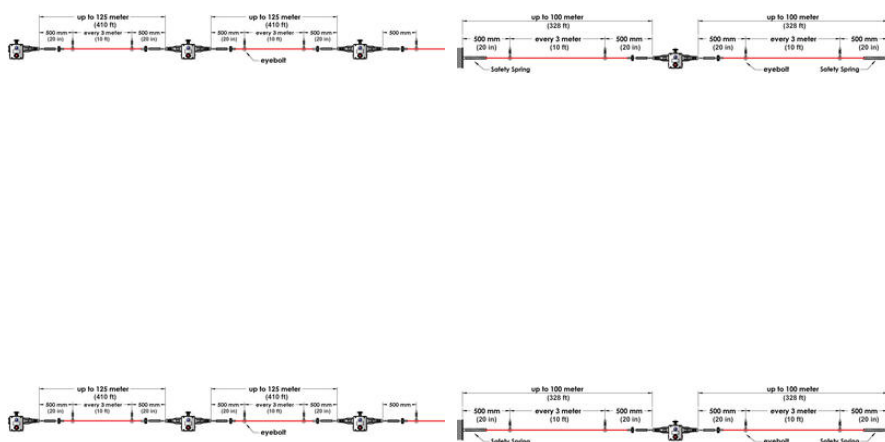 up to 125 meter
(410 ft)
up to 125 meter
(410 ft)
500 mm
(20 in)
every 3 meter
(10 ft)
500 mm
(20 in)
500 mm
(20 in)
every 3 meter
(10 ft)
500 mm
(20 in)
500 mm
eyebolt
up to 100 meter
(328 ft)
up to 100 meter
(328 ft)
500 mm
(20 in)
every 3 meter
(10 ft)
500 mm
(20 in)
500 mm
(20 in)
every 3 meter
(10 ft)
500 mm
(20 in)
Safety Spring
eyebolt
Safety Spring
up to 125 meter
(410 ft)
up to 125 meter
(410 ft)
500 mm
(20 in)
every 3 meter
(10 ft)
500 mm
(20 in)
500 mm
(20 in)
every 3 meter
(10 ft)
500 mm
(20 in)
500 mm
eyebolt
up to 100 meter
(328 ft)
up to 100 meter
(328 ft)
500 mm
(20 in)
every 3 meter
(10 ft)
500 mm
(20 in)
500 mm
(20 in)
every 3 meter
(10 ft)
500 mm
(20 in)
Safety Spring
eyebolt
Safety Spring